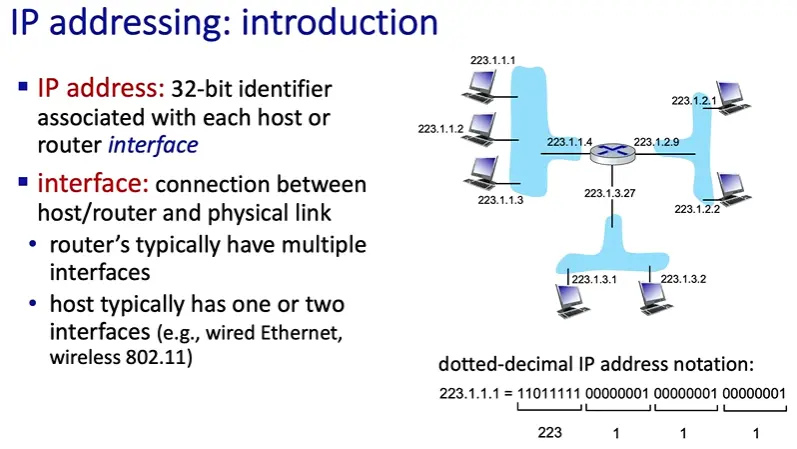 IP addressing: introduction
▪ IP address: 32-bit identifier
associated with each host or
router interface
▪ interface: connection between
host/router and physical link
• router’s typically have multiple
interfaces
• host typically has one or two
interfaces (e.g., wired Ethernet,
wireless 802.11)
223.1.1.1
223.1.1.2
223.1.1.3
223.1.1.4
223.1.2.9
223.1.2.1
223.1.2.2
223.1.3.27
223.1.3.1
223.1.3.2
dotted-decimal IP address notation:
223.1.1.1 = 11011111 00000001 00000001 00000001
223 1 1 1